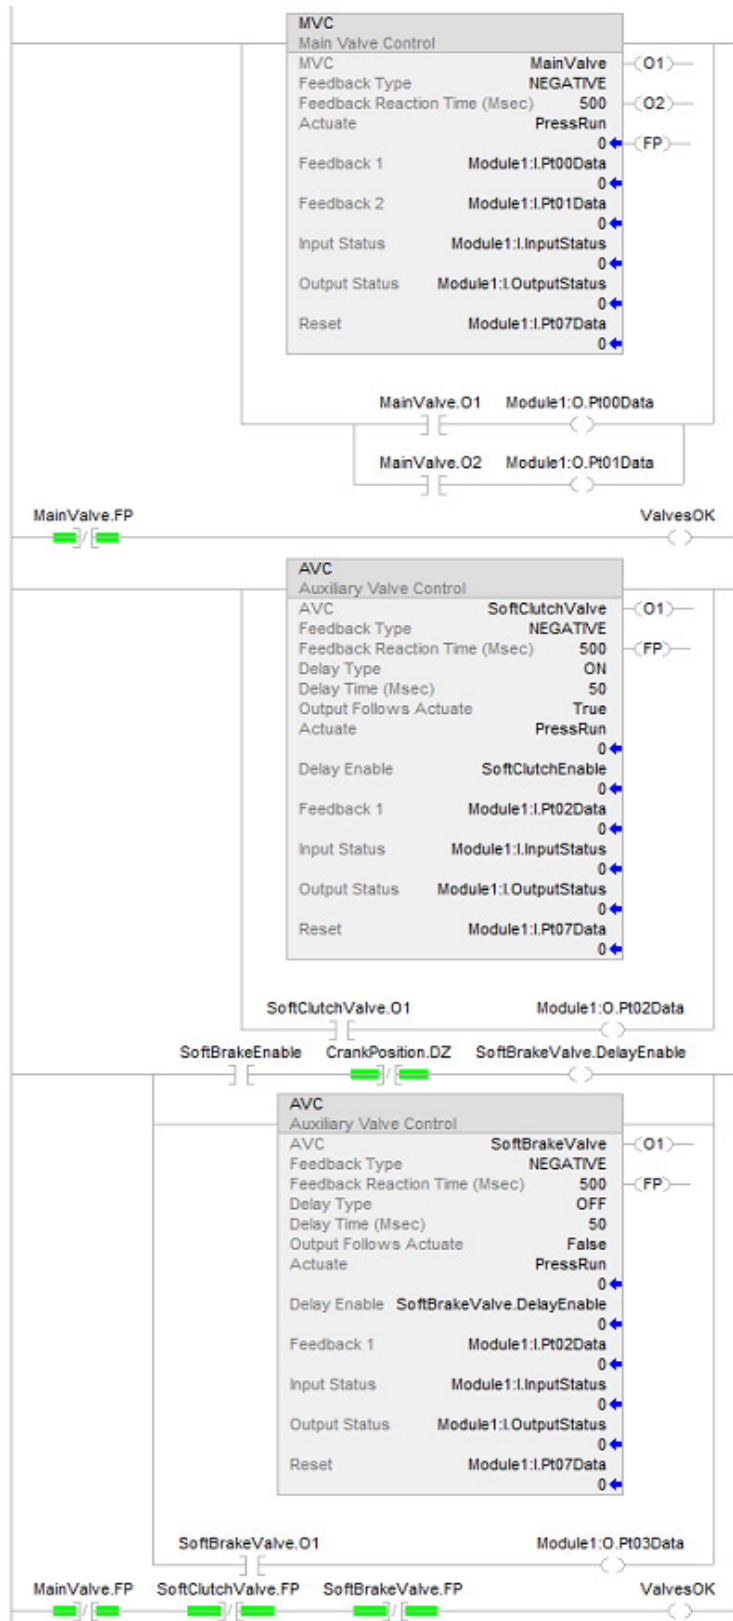 MVC
Main Valve Control
MVC MainValve (O1)
Feedback Type NEGATIVE
Feedback Reaction Time (Msec) 500 (O2)
Actuate PressRun
0 (FP)
Feedback 1 Module1:I.Pt00Data
0
Feedback 2 Module1:I.Pt01Data
0
Input Status Module1:I.InputStatus
0
Output Status Module1:I.OutputStatus
0
Reset Module1:I.Pt07Data
0
MainValve.O1 Module1:O.Pt00Data
MainValve.O2 Module1:O.Pt01Data
MainValve.FP ValvesOK
AVC
Auxiliary Valve Control
AVC SoftClutchValve (O1)
Feedback Type NEGATIVE
Feedback Reaction Time (Msec) 500 (FP)
Delay Type ON
Delay Time (Msec) 50
Output Follows Actuate True
Actuate PressRun
0
Delay Enable SoftClutchEnable
0
Feedback 1 Module1:I.Pt02Data
0
Input Status Module1:I.InputStatus
0
Output Status Module1:I.OutputStatus
0
Reset Module1:I.Pt07Data
0
SoftClutchValve.O1 Module1:O.Pt02Data
SoftBrakeEnable CrankPosition.DZ SoftBrakeValve.DelayEnable
AVC
Auxiliary Valve Control
AVC SoftBrakeValve (O1)
Feedback Type NEGATIVE
Feedback Reaction Time (Msec) 500 (FP)
Delay Type OFF
Delay Time (Msec) 50
Output Follows Actuate False
Actuate PressRun
0
Delay Enable SoftBrakeValve.DelayEnable
0
Feedback 1 Module1:I.Pt02Data
0
Input Status Module1:I.InputStatus
0
Output Status Module1:I.OutputStatus
0
Reset Module1:I.Pt07Data
0
SoftBrakeValve.O1 Module1:O.Pt03Data
MainValve.FP SoftClutchValve.FP SoftBrakeValve.FP ValvesOK